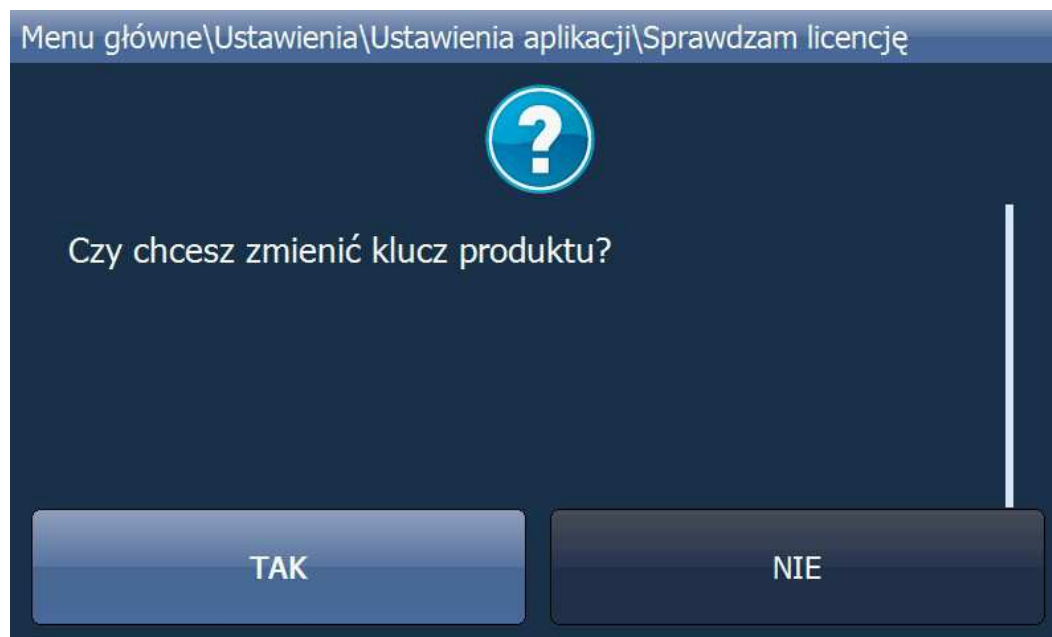 Menu główne\Ustawienia\Ustawienia aplikacji\Sprawdzam licencję
?
Czy chcesz zmienić klucz produktu?
TAK
NIE